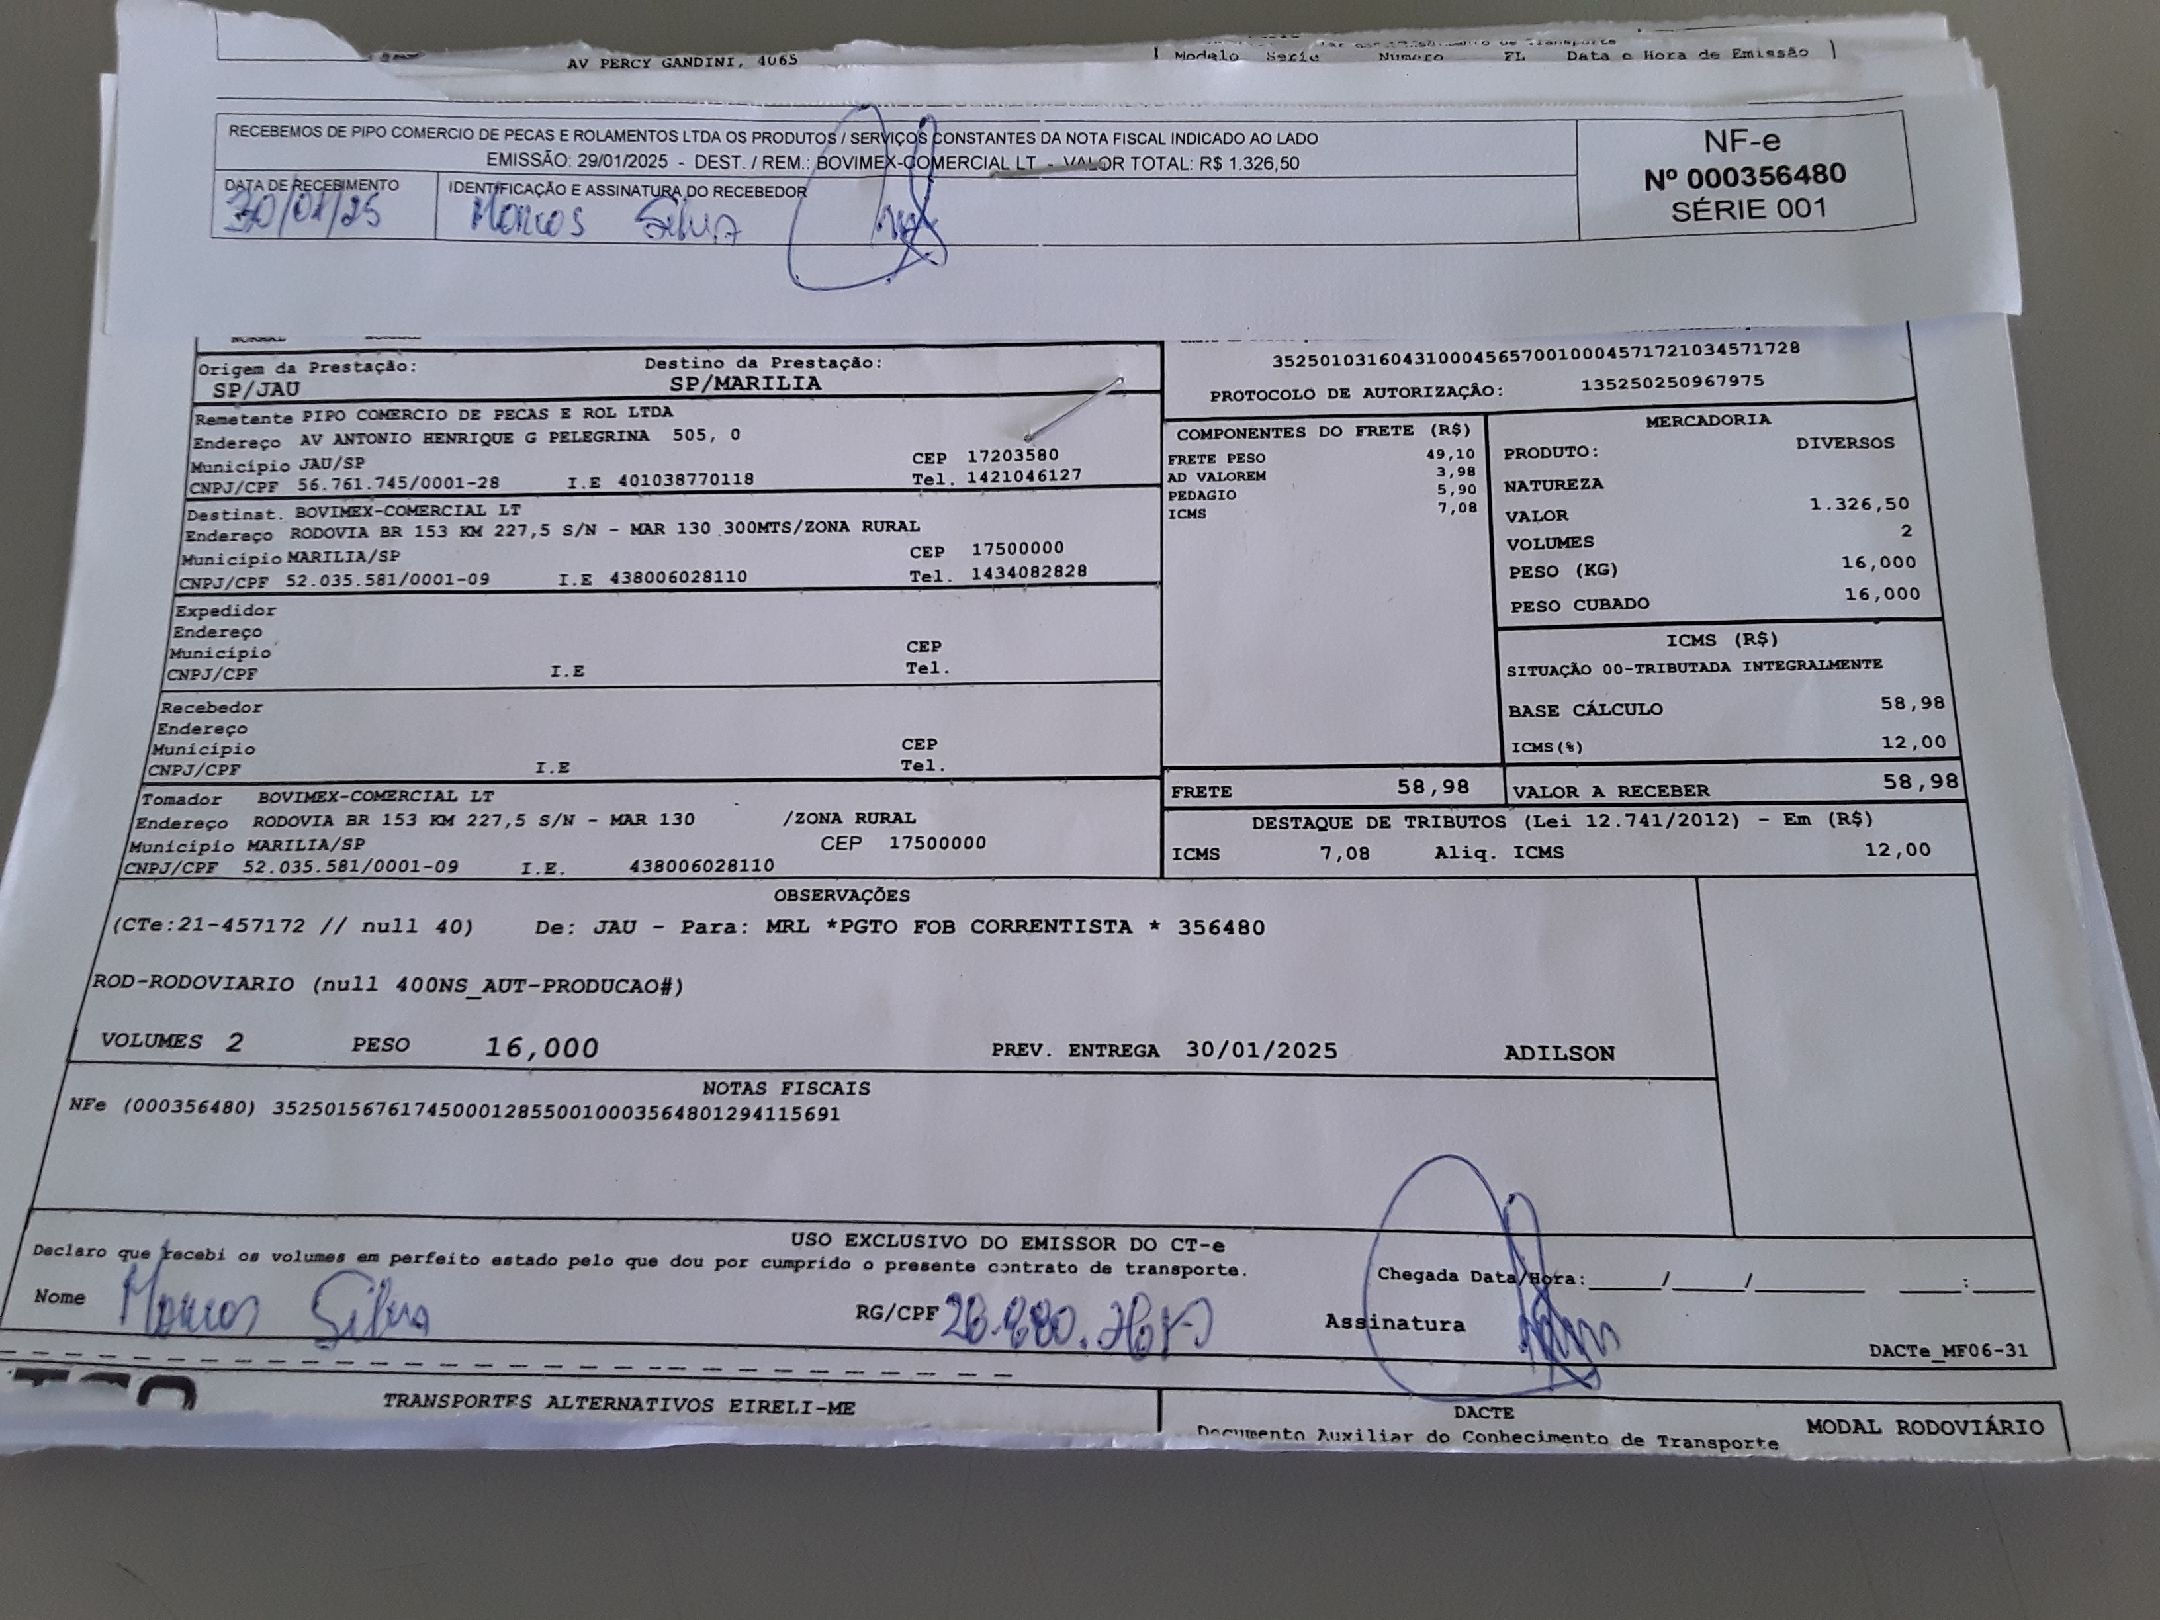 AV PERCY GANDINI, 4065
Modelo Serie Numero FL Data e Hora de Emissão
RECEBEMOS DE PIPO COMERCIO DE PECAS E ROLAMENTOS LTDA OS PRODUTOS / SERVIÇOS CONSTANTES DA NOTA FISCAL INDICADO AO LADO
EMISSÃO: 29/01/2025 - DEST. / REM.: BOVIMEX-COMERCIAL LT - VALOR TOTAL: R$ 1.326,50
NF-e
Nº 000356480
SÉRIE 001
DATA DE RECEBIMENTO
30/01/25
IDENTIFICAÇÃO E ASSINATURA DO RECEBEDOR
Marcos Silva
Origem da Prestação:
SP/JAU
Destino da Prestação:
SP/MARILIA
35250103160431000456570010004571721034571728
PROTOCOLO DE AUTORIZAÇÃO: 135250250967975
Remetente PIPO COMERCIO DE PECAS E ROL LTDA
Endereço AV ANTONIO HENRIQUE G PELEGRINA 505, 0
Município JAU/SP CEP 17203580
CNPJ/CPF 56.761.745/0001-28 I.E 401038770118 Tel. 1421046127
Destinat. BOVIMEX-COMERCIAL LT
Endereço RODOVIA BR 153 KM 227,5 S/N - MAR 130 300MTS/ZONA RURAL
Município MARILIA/SP CEP 17500000
CNPJ/CPF 52.035.581/0001-09 I.E 438006028110 Tel. 1434082828
Expedidor
Endereço
Município CEP
CNPJ/CPF I.E Tel.
Recebedor
Endereço
Município CEP
CNPJ/CPF I.E Tel.
Tomador BOVIMEX-COMERCIAL LT
Endereço RODOVIA BR 153 KM 227,5 S/N - MAR 130 /ZONA RURAL
Município MARILIA/SP CEP 17500000
CNPJ/CPF 52.035.581/0001-09 I.E. 438006028110
COMPONENTES DO FRETE (R$)
FRETE PESO 49,10
AD VALOREM 3,98
PEDAGIO 5,90
ICMS 7,08
MERCADORIA
PRODUTO: DIVERSOS
NATUREZA
VALOR 1.326,50
VOLUMES 2
PESO (KG) 16,000
PESO CUBADO 16,000
ICMS (R$)
SITUAÇÃO 00-TRIBUTADA INTEGRALMENTE
BASE CÁLCULO 58,98
ICMS(%) 12,00
FRETE 58,98
VALOR A RECEBER 58,98
DESTAQUE DE TRIBUTOS (Lei 12.741/2012) - Em (R$)
ICMS 7,08 Aliq. ICMS 12,00
OBSERVAÇÕES
(CTe:21-457172 // null 40) De: JAU - Para: MRL *PGTO FOB CORRENTISTA * 356480
ROD-RODOVIARIO (null 400NS_AUT-PRODUCAO#)
VOLUMES 2 PESO 16,000 PREV. ENTREGA 30/01/2025 ADILSON
NOTAS FISCAIS
NFe (000356480) 35250156761745000128550010003564801294115691
USO EXCLUSIVO DO EMISSOR DO CT-e
Declaro que recebi os volumes em perfeito estado pelo que dou por cumprido o presente contrato de transporte.
Chegada Data/Hora:_____/_____/_______ ____:____
Nome Marcos Silva RG/CPF Assinatura
DACTe_MF06-31
TRANSPORTES ALTERNATIVOS EIRELI-ME
DACTE
Documento Auxiliar do Conhecimento de Transporte
MODAL RODOVIÁRIO